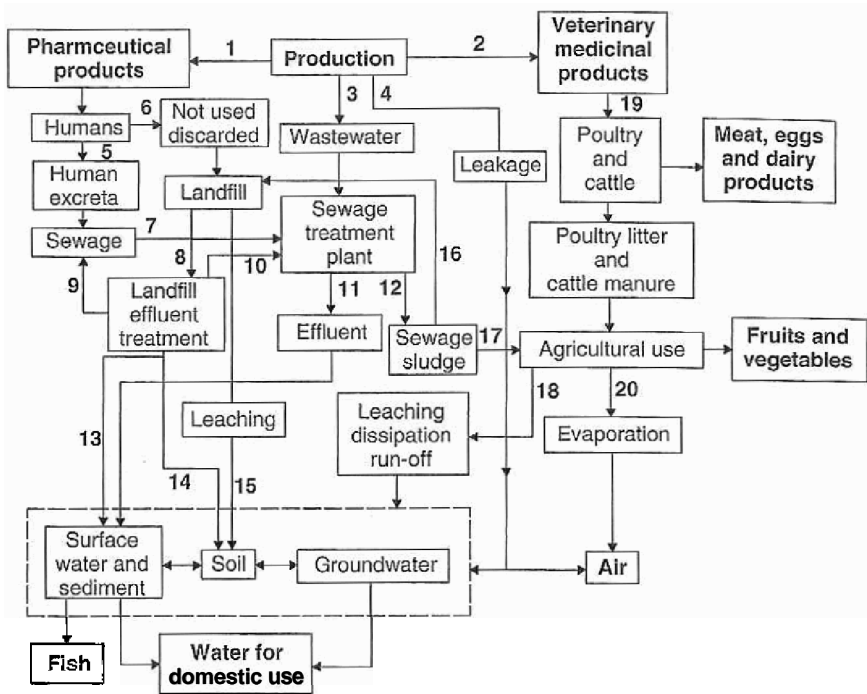 Pharmceutical
products
1
Production
2
Veterinary
medicinal
products
3
4
19
Humans
6
Not used
discarded
Wastewater
Leakage
Poultry
and
cattle
Meat, eggs
and dairy
products
5
Human
excreta
Landfill
Sewage
treatment
plant
16
Sewage
7
8
10
9
Poultry litter
and
cattle manure
Landfill
effluent
treatment
11
12
Effluent
Sewage
sludge
17
Agricultural use
Fruits and
vegetables
18
20
Leaching
13
14
15
Leaching
dissipation
run-off
Evaporation
Surface
water and
sediment
Soil
Groundwater
Air
Fish
Water for
domestic use